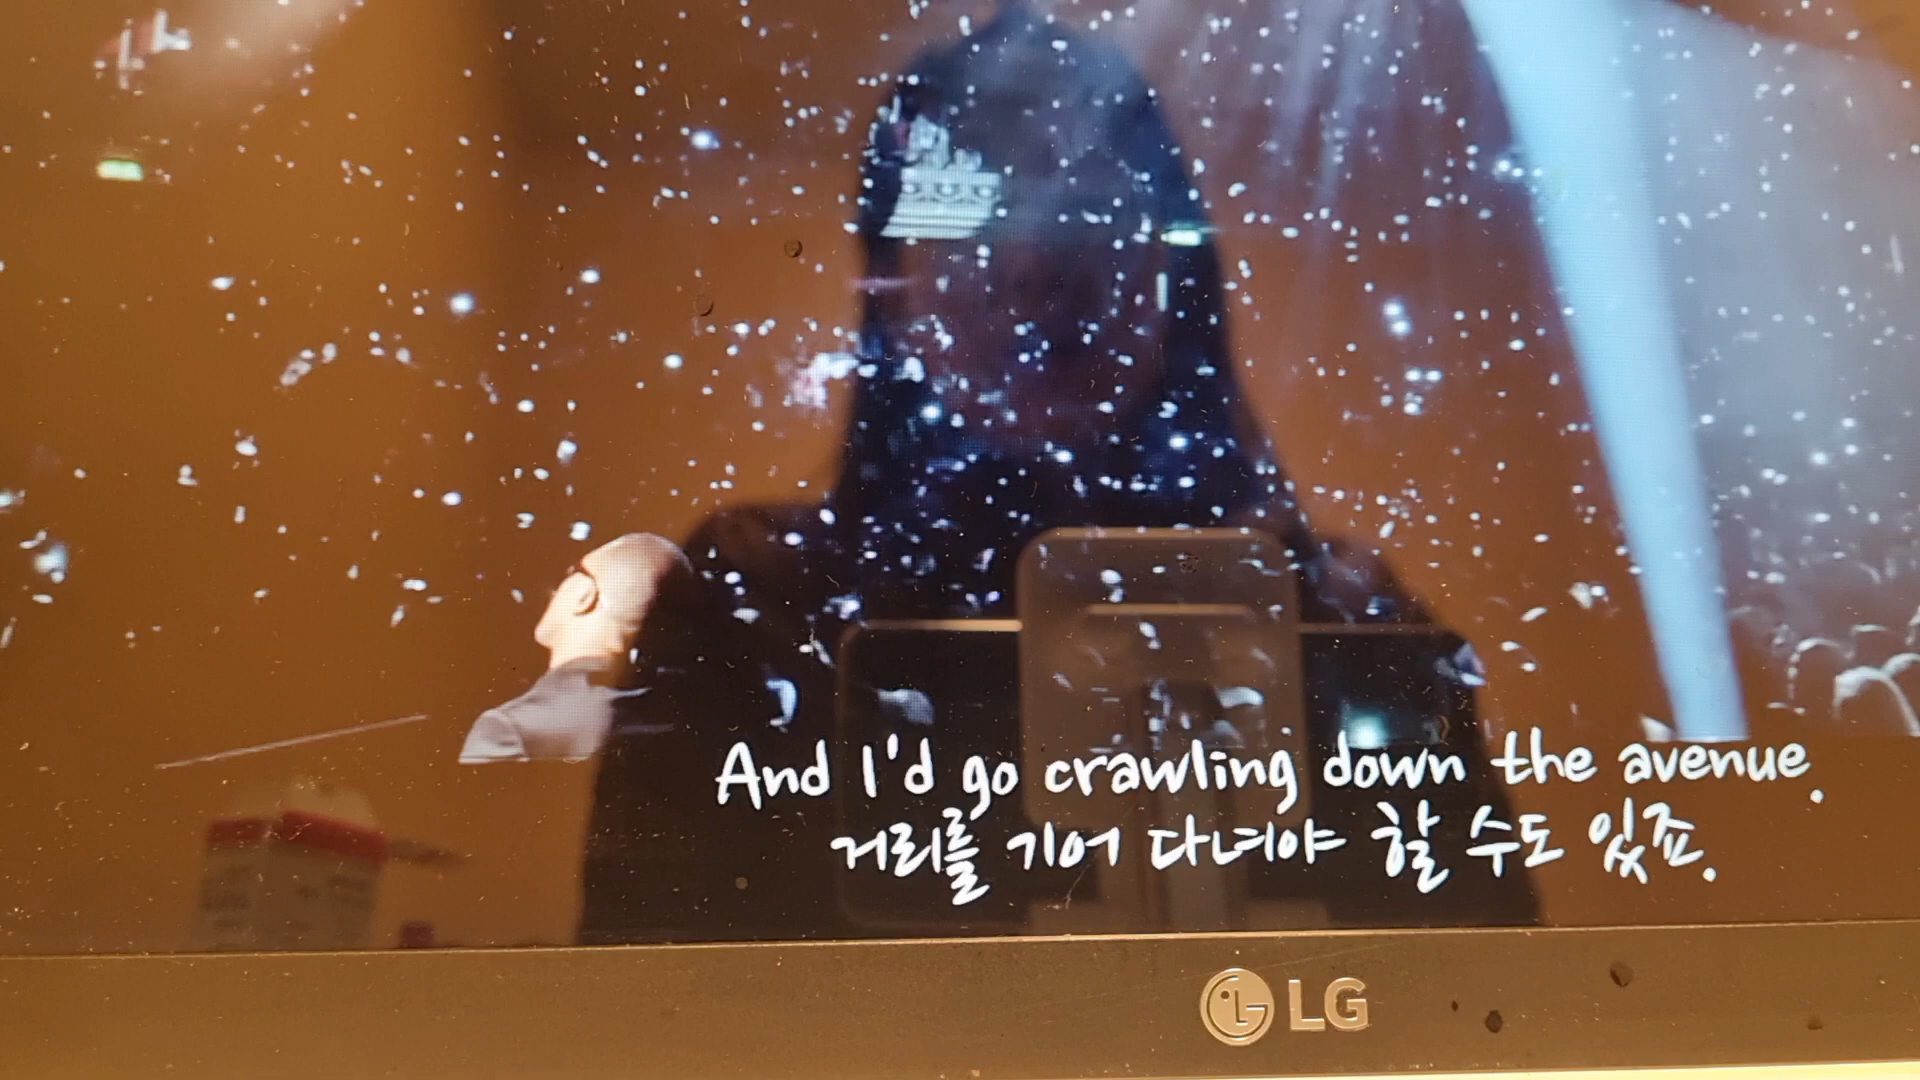 And I'd go crawling down the avenue.
거리를 기어 다녀야 할 수도 있죠.
LG